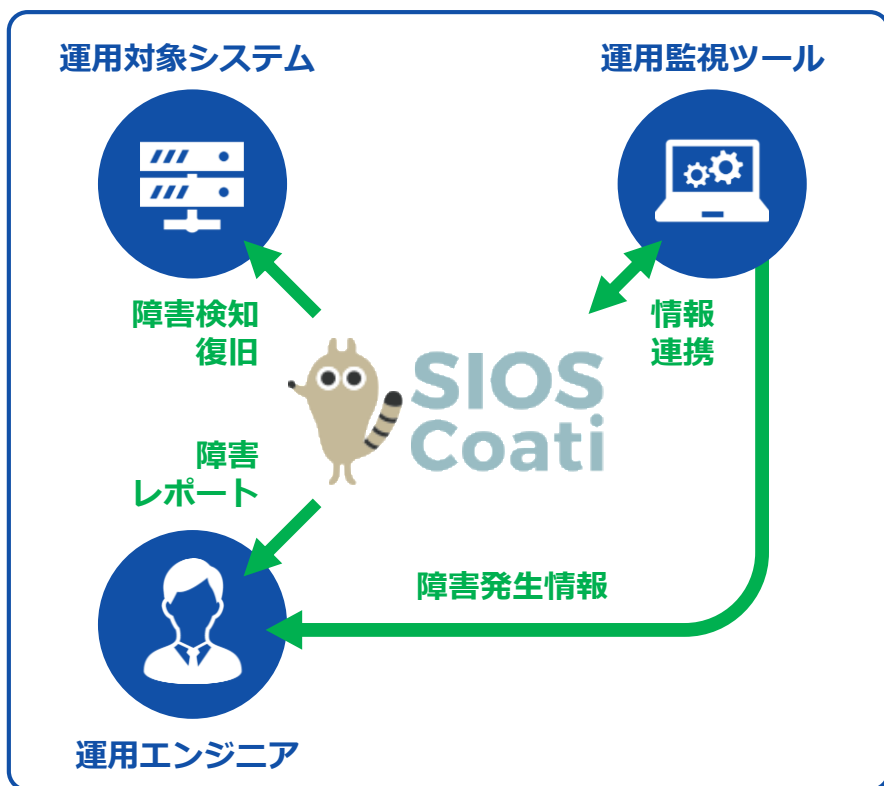 運用対象システム
運用監視ツール
障害検知
復旧
情報
連携
SIOS
Coati
障害
レポート
障害発生情報
運用エンジニア